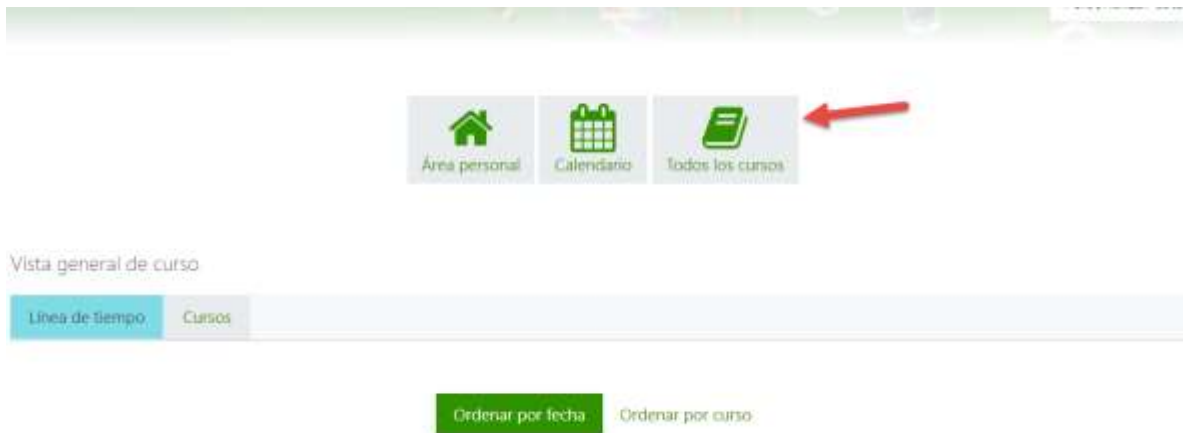 Área personal Calendario Todos los cursos
Vista general de curso
Línea de tiempo Cursos
Ordenar por fecha Ordenar por curso